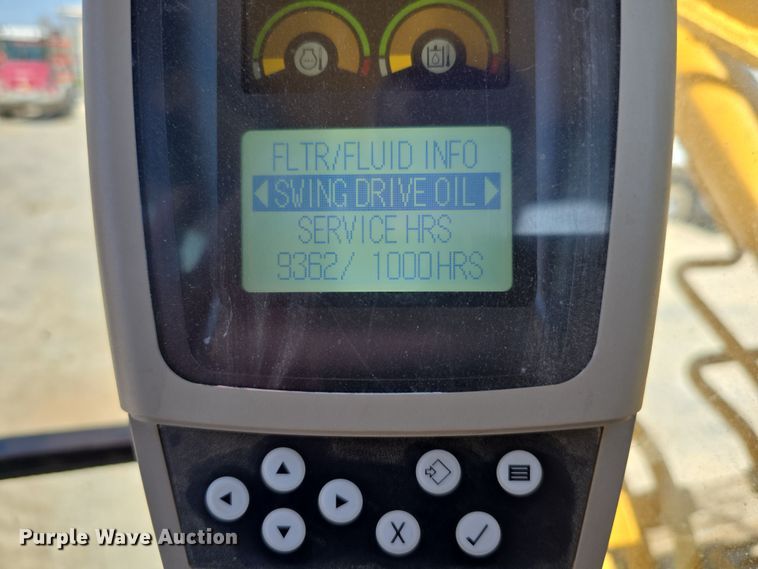 FLTR/FLUID INFO
SWING DRIVE OIL
SERVICE HRS
9362/ 1000HRS
X
Purple Wave Auction®